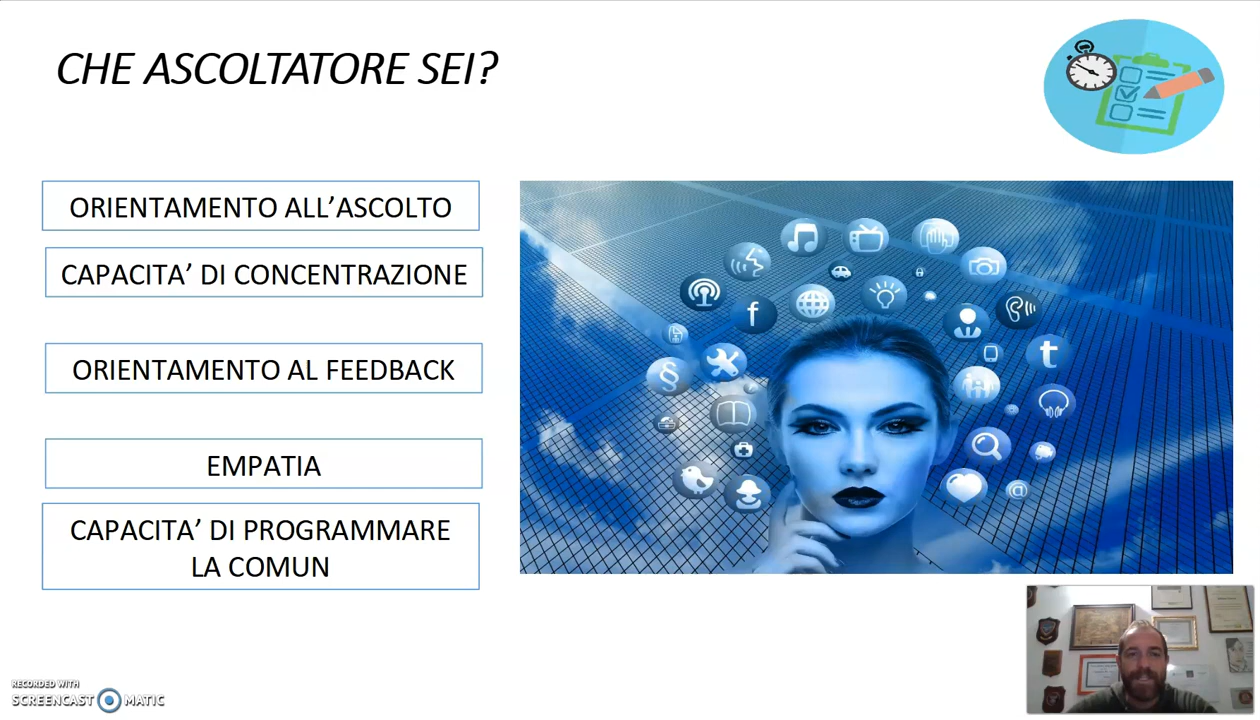 CHE ASCOLTATORE SEI?
ORIENTAMENTO ALL’ASCOLTO
CAPACITA’ DI CONCENTRAZIONE
ORIENTAMENTO AL FEEDBACK
EMPATIA
CAPACITA’ DI PROGRAMMARE
LA COMUN
f
t
§
@
RECORDED WITH
SCREENCAST MATIC